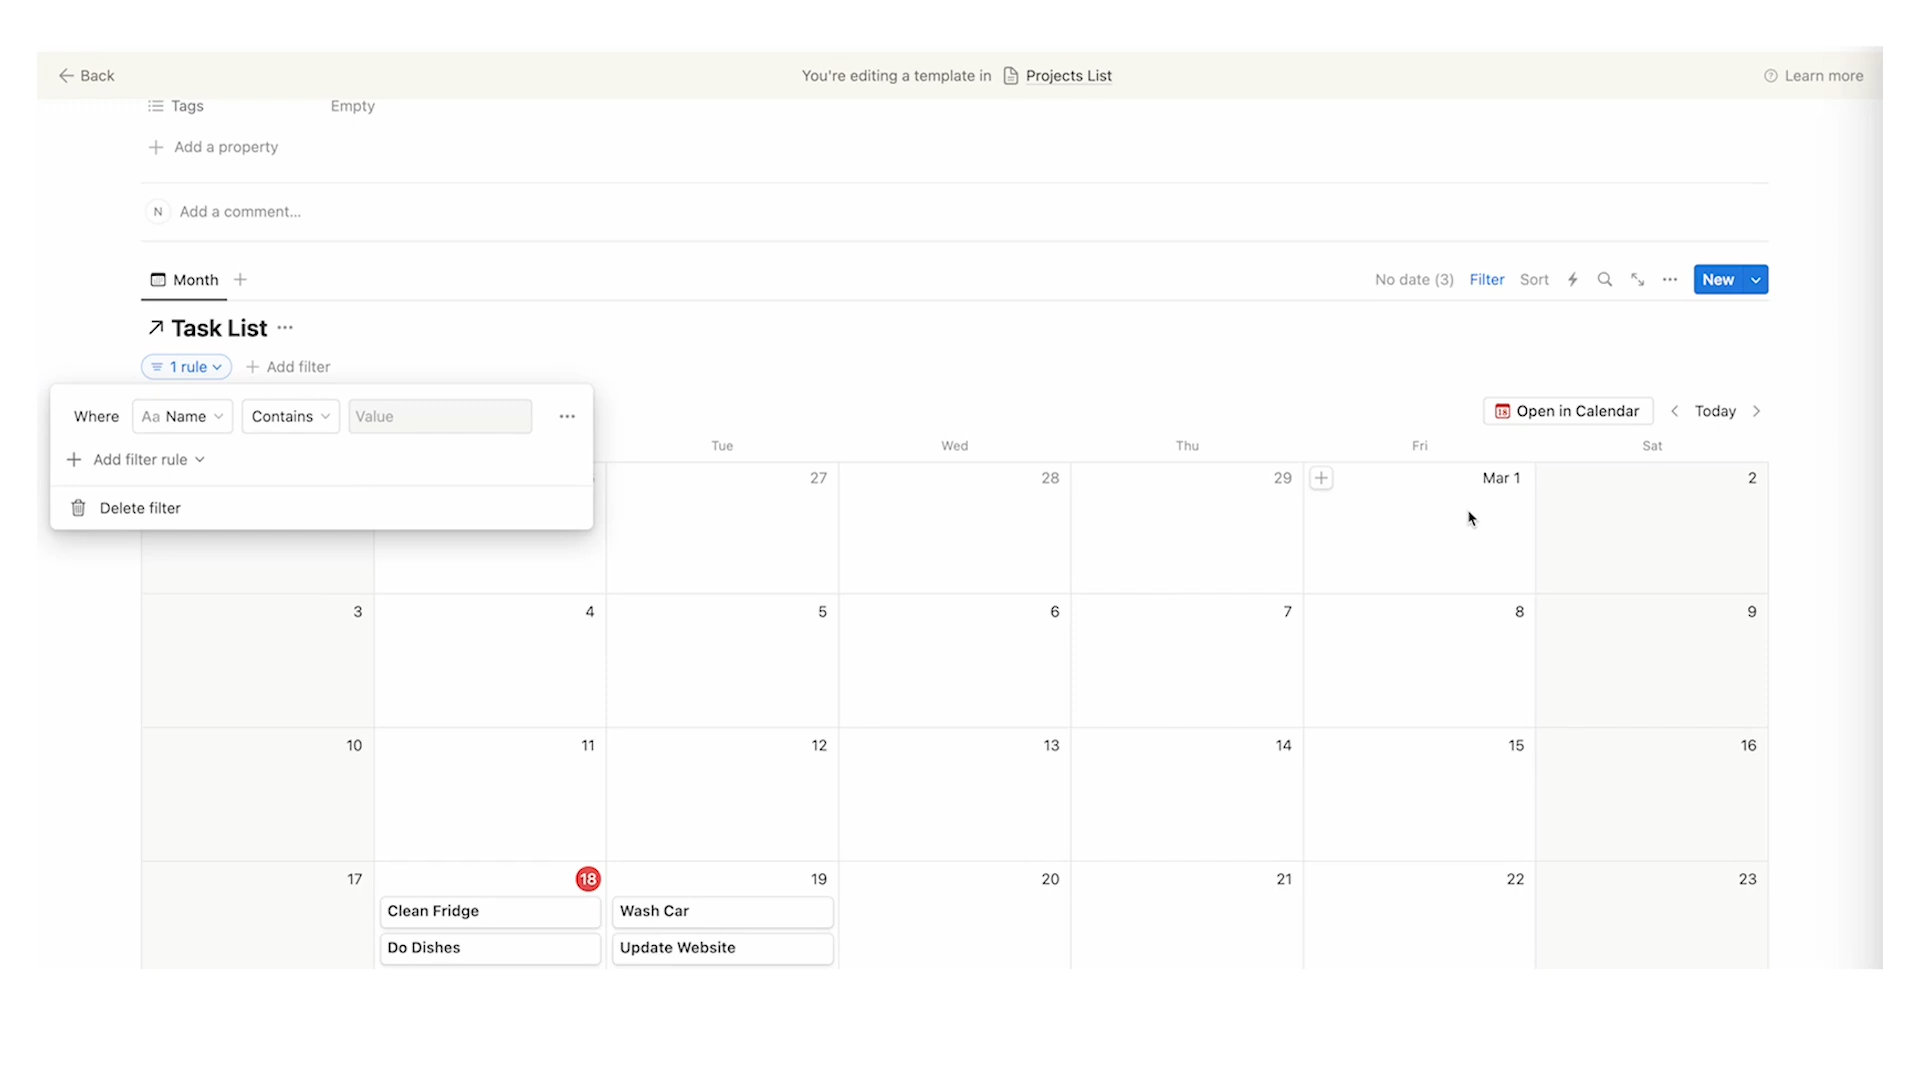 Back
You're editing a template in Projects List
Learn more
Tags Empty
Add a property
N Add a comment...
Month
No date (3) Filter Sort New
Task List
1 rule Add filter
Where Aa Name Contains Value
Add filter rule
Delete filter
18 Open in Calendar Today
Tue Wed Thu Fri Sat
27 28 29 Mar 1 2
3 4 5 6 7 8 9
10 11 12 13 14 15 16
17 18 19 20 21 22 23
Clean Fridge Wash Car
Do Dishes Update Website